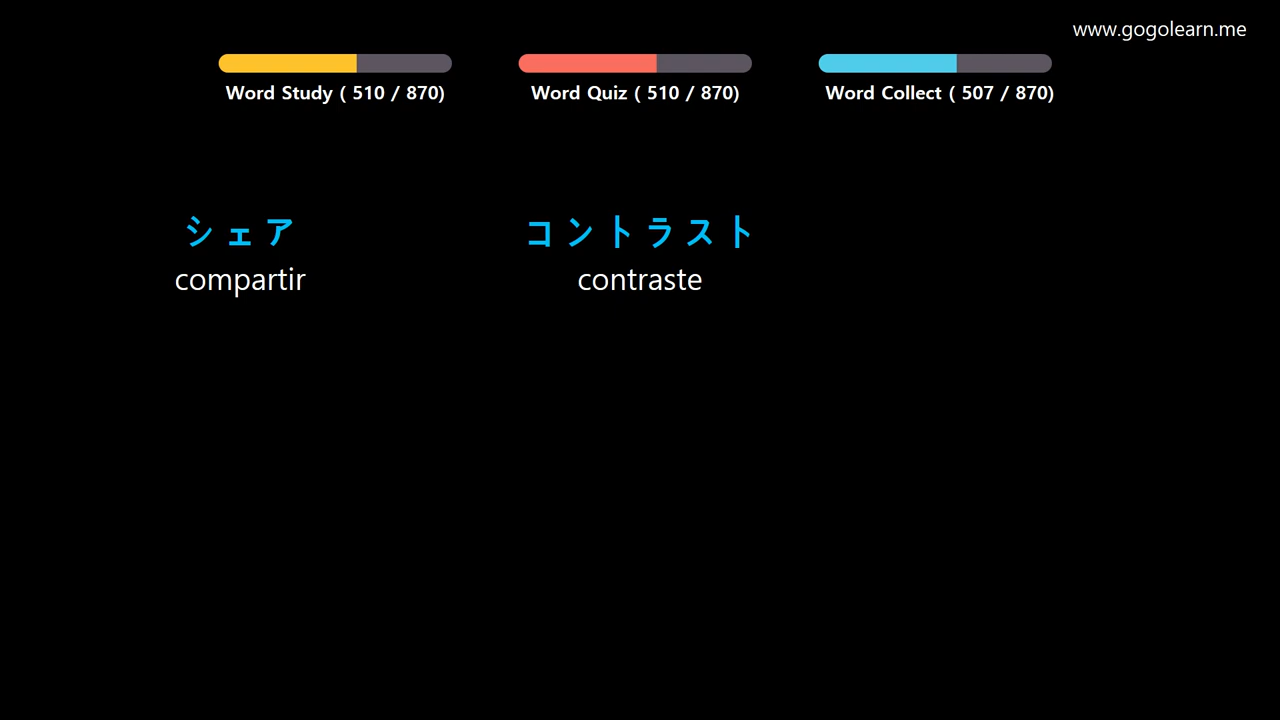 www.gogolearn.me
Word Study ( 510 / 870)
Word Quiz ( 510 / 870)
Word Collect ( 507 / 870)
シェア
compartir
コントラスト
contraste